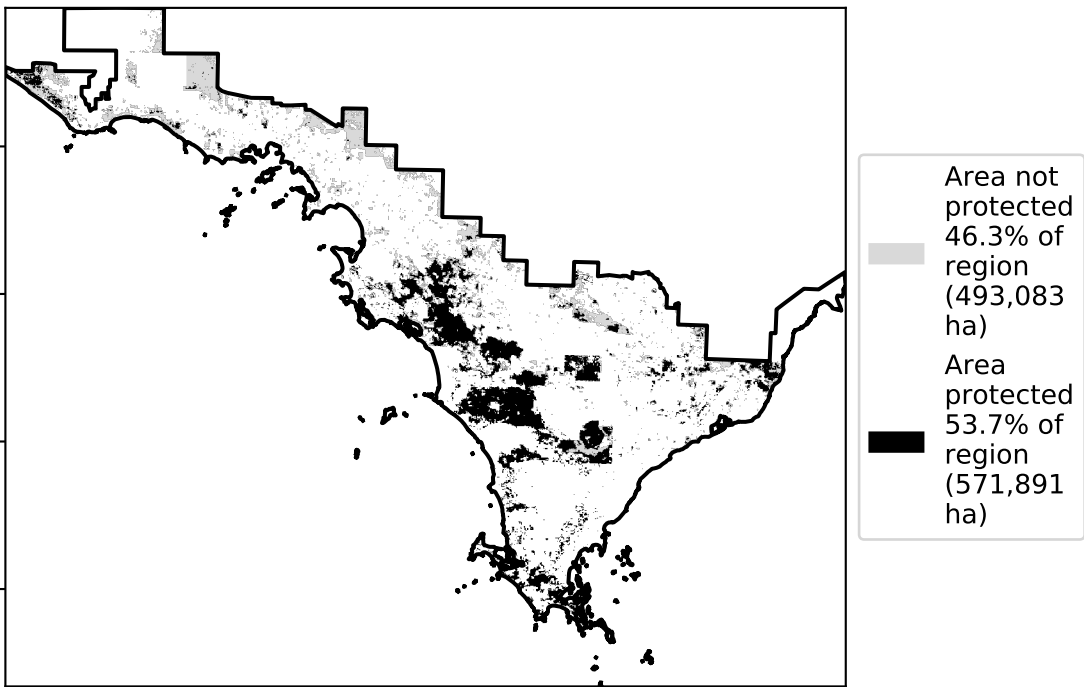 Area not
protected
46.3% of
region
(493,083
ha)
Area
protected
53.7% of
region
(571,891
ha)